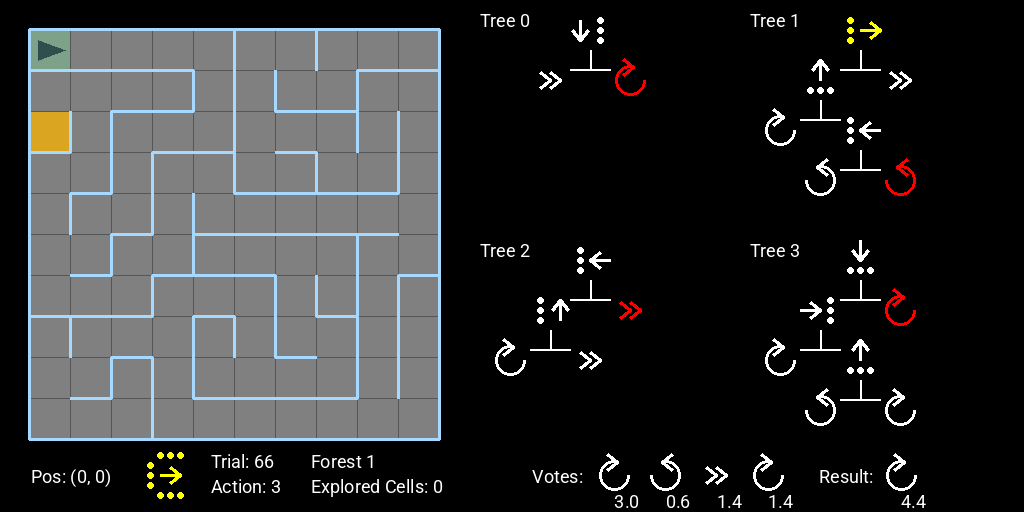 Tree 0
Tree 1
Tree 2
Tree 3
Pos: (0, 0)
Trial: 66
Forest 1
Action: 3
Explored Cells: 0
Votes:
Result:
3.0
0.6
1.4
1.4
4.4